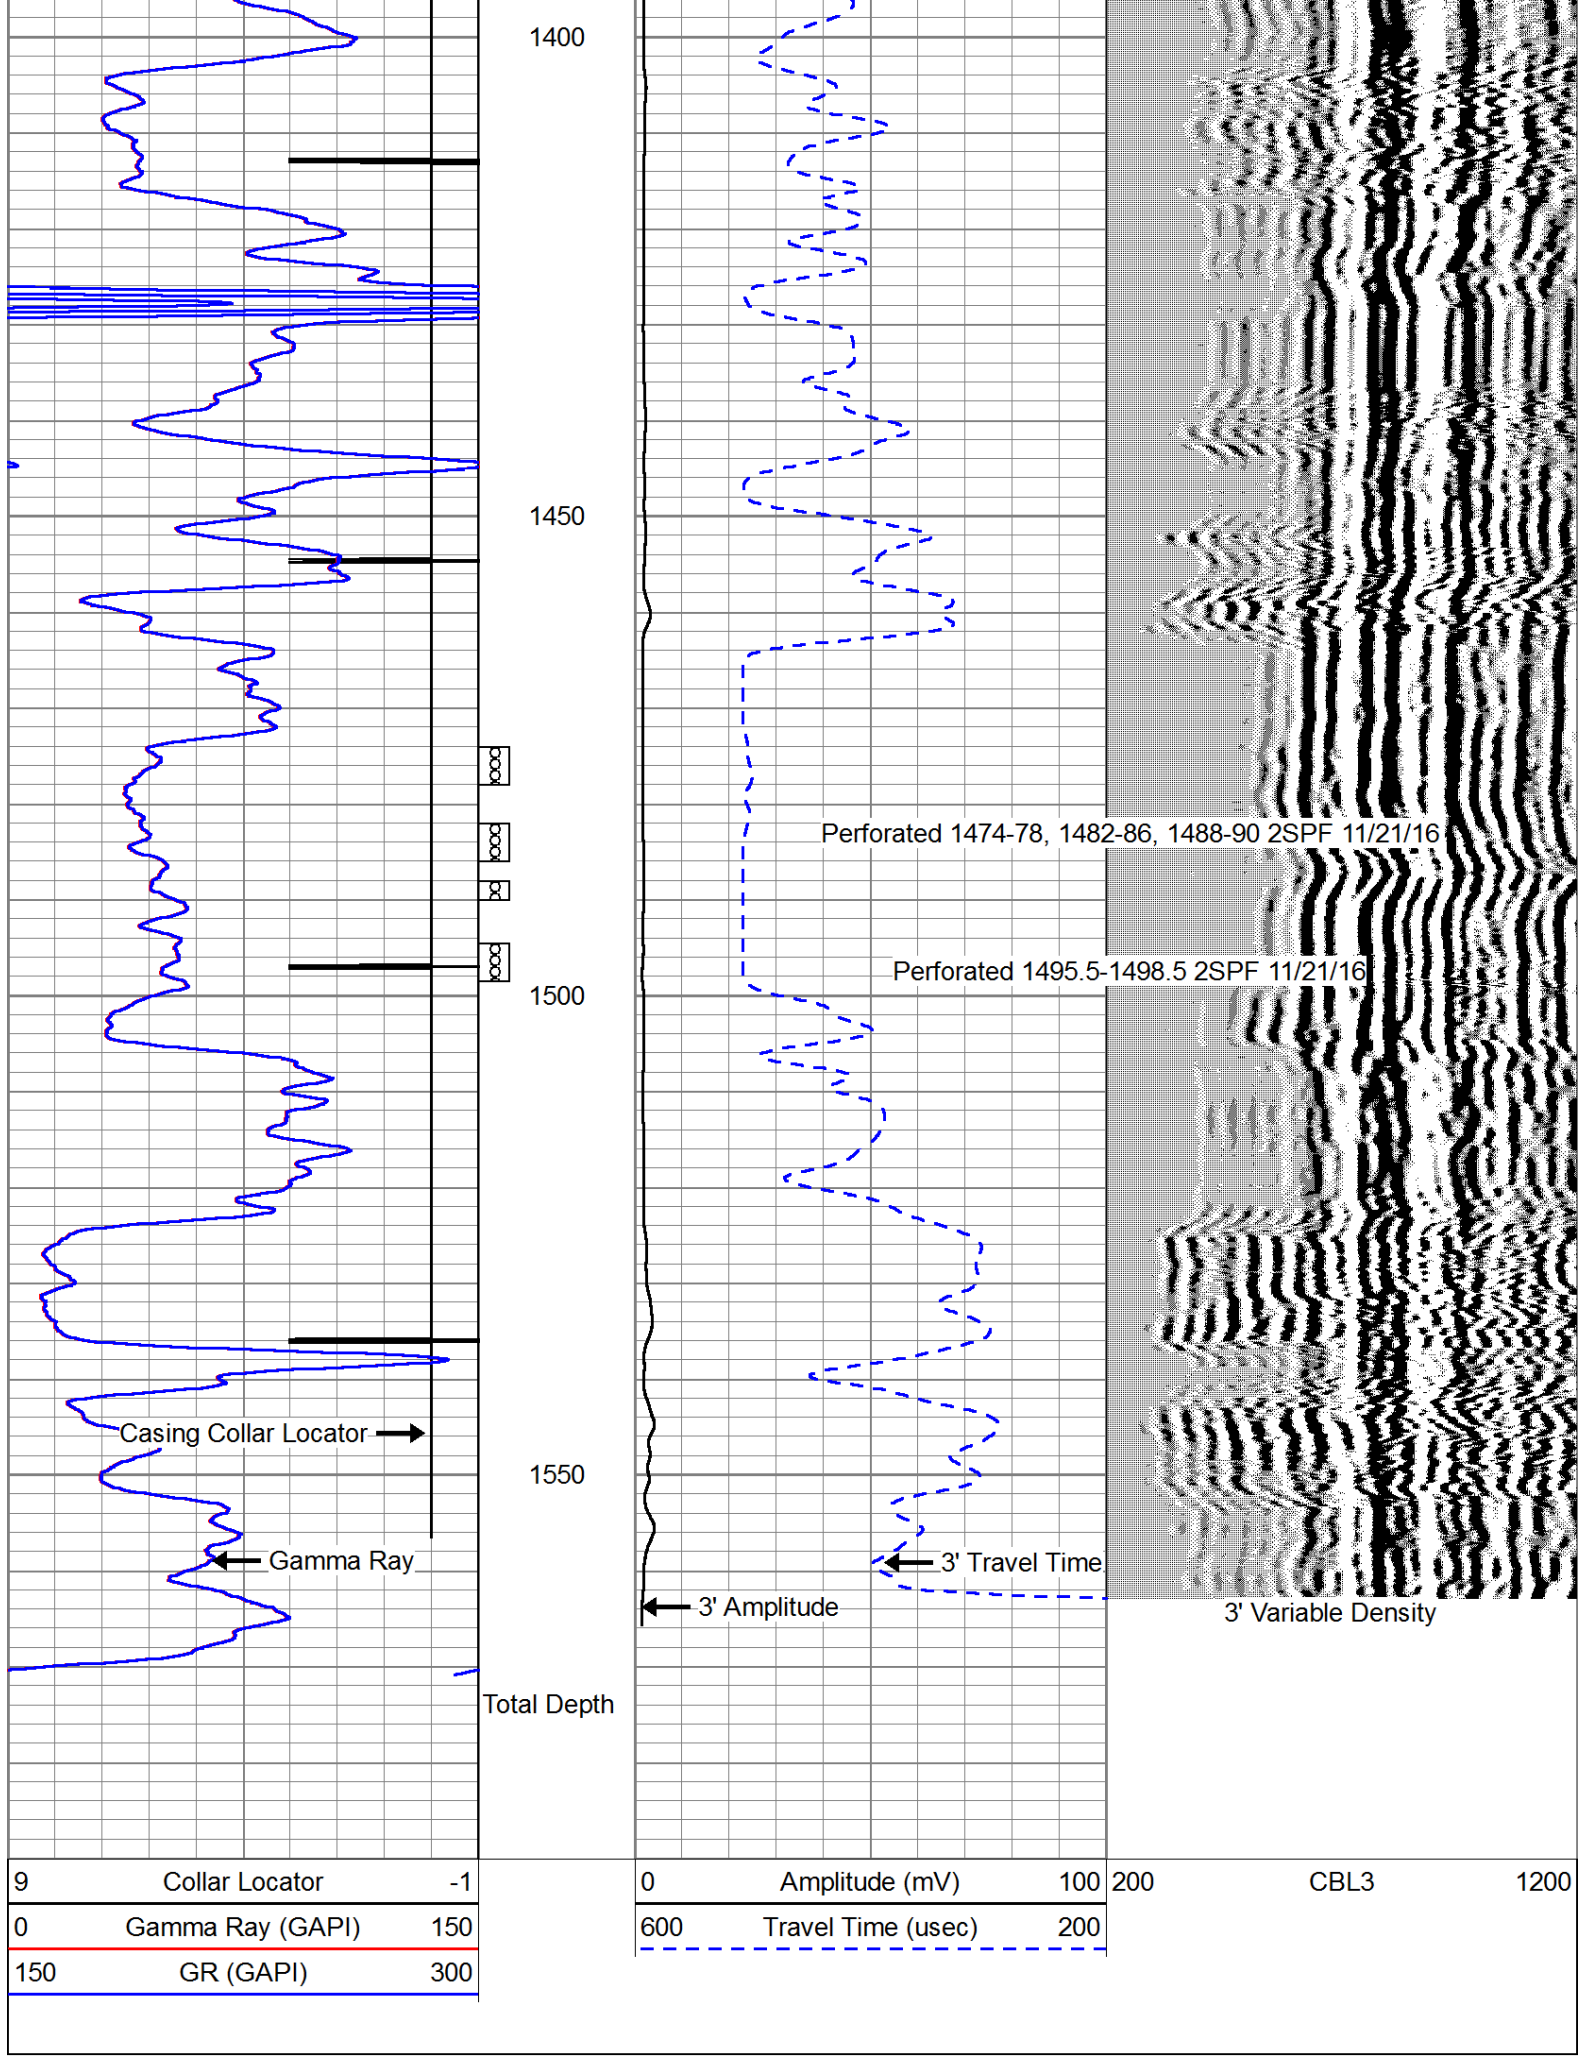 1400
1450
Perforated 1474-78, 1482-86, 1488-90 2SPF 11/21/16
Perforated 1495.5-1498.5 2SPF 11/21/16
1500
Casing Collar Locator
1550
Gamma Ray
3' Travel Time
3' Amplitude
3' Variable Density
Total Depth
9 Collar Locator -1
0 Amplitude (mV) 100
200 CBL3 1200
0 Gamma Ray (GAPI) 150
600 Travel Time (usec) 200
150 GR (GAPI) 300